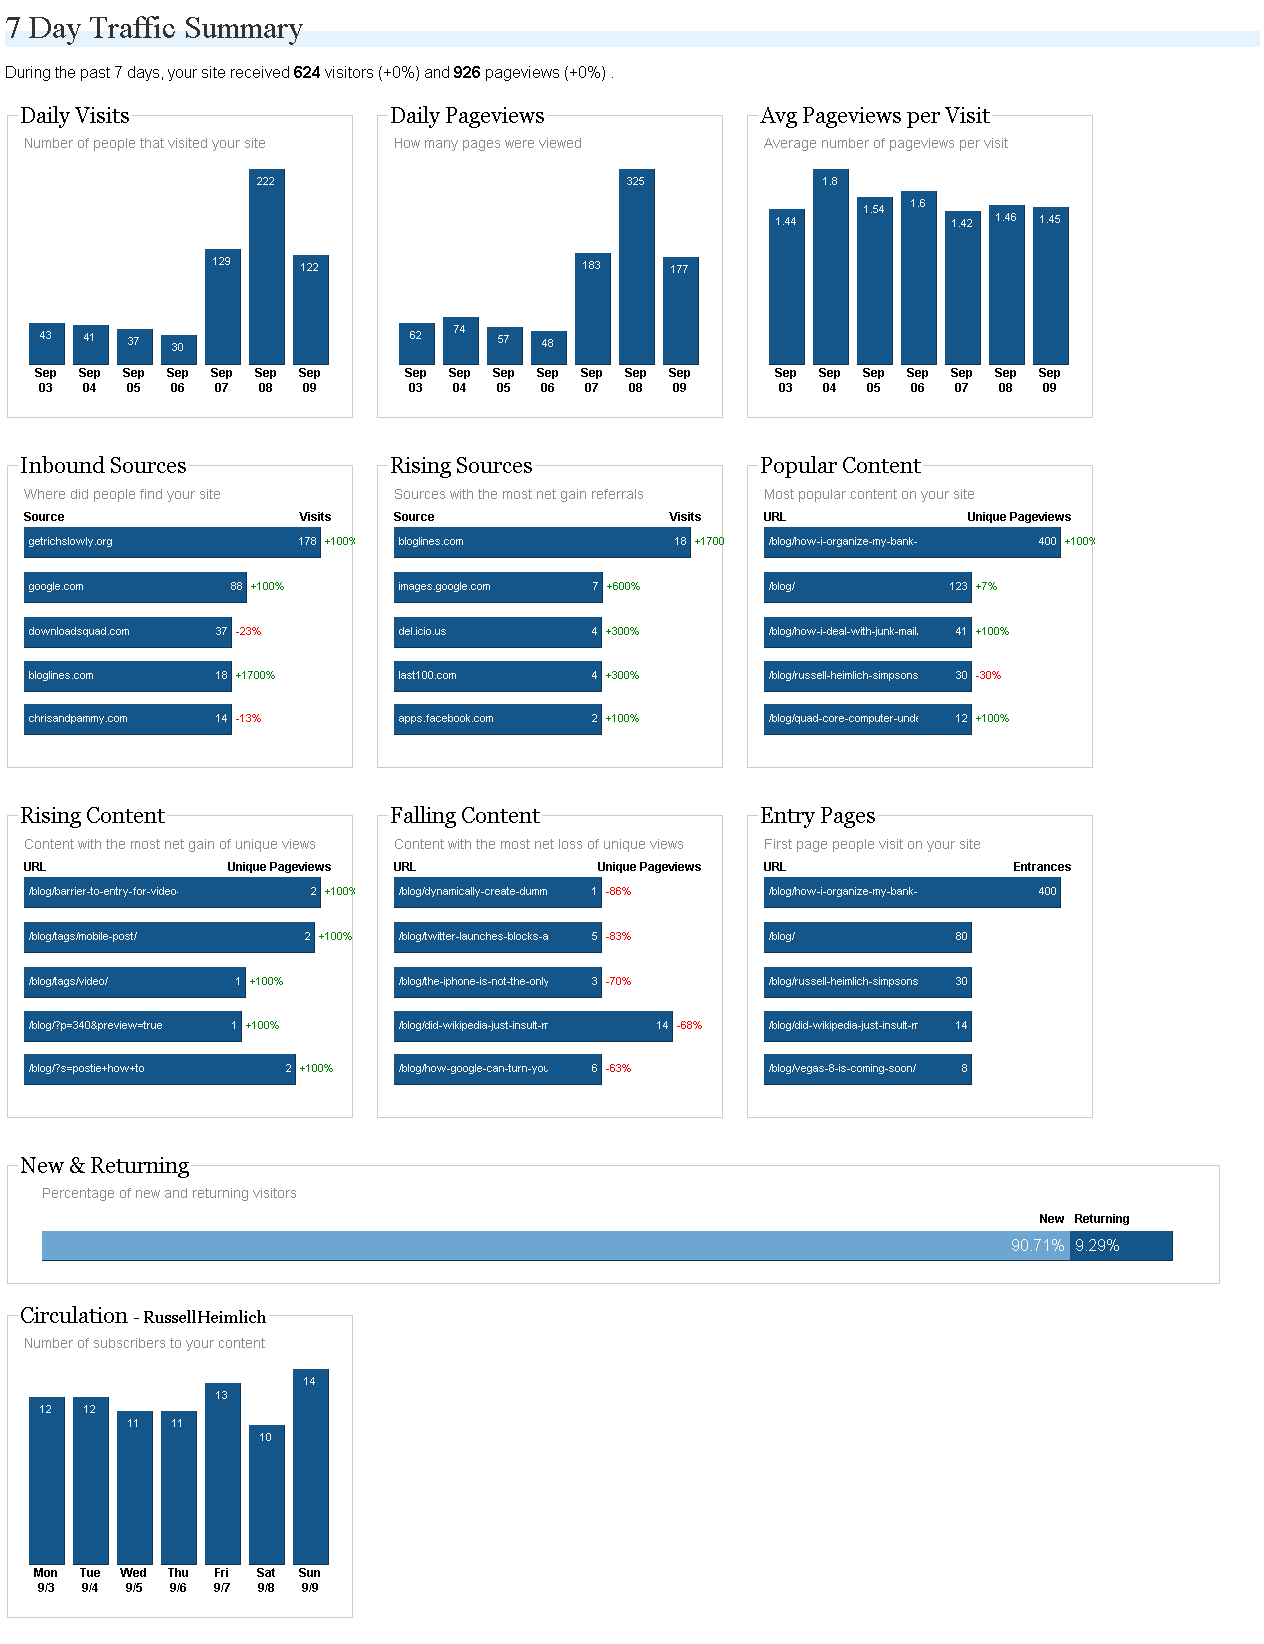 7 Day Traffic Summary
During the past 7 days, your site received 624 visitors (+0%) and 926 pageviews (+0%) .
Daily Visits
Number of people that visited your site
43 41 37 30 129 222 122
Sep Sep Sep Sep Sep Sep Sep
03 04 05 06 07 08 09
Daily Pageviews
How many pages were viewed
62 74 57 48 183 325 177
Sep Sep Sep Sep Sep Sep Sep
03 04 05 06 07 08 09
Avg Pageviews per Visit
Average number of pageviews per visit
1.44 1.8 1.54 1.6 1.42 1.46 1.45
Sep Sep Sep Sep Sep Sep Sep
03 04 05 06 07 08 09
Inbound Sources
Where did people find your site
Source Visits
getrichslowly.org 178 +100%
google.com 88 +100%
downloadsquad.com 37 -23%
bloglines.com 18 +1700%
chrisandpammy.com 14 -13%
Rising Sources
Sources with the most net gain referrals
Source Visits
bloglines.com 18 +1700
images.google.com 7 +600%
del.icio.us 4 +300%
last100.com 4 +300%
apps.facebook.com 2 +100%
Popular Content
Most popular content on your site
URL Unique Pageviews
/blog/how-i-organize-my-bank- 400 +100%
/blog/ 123 +7%
/blog/how-i-deal-with-junk-mail. 41 +100%
/blog/russell-heimlich-simpsons 30 -30%
/blog/quad-core-computer-unde 12 +100%
Rising Content
Content with the most net gain of unique views
URL Unique Pageviews
/blog/barrier-to-entry-for-video- 2 +100%
/blog/tags/mobile-post/ 2 +100%
/blog/tags/video/ 1 +100%
/blog/?p=340&preview=true 1 +100%
/blog/?s=postie+how+to 2 +100%
Falling Content
Content with the most net loss of unique views
URL Unique Pageviews
/blog/dynamically-create-dumm 1 -86%
/blog/twitter-launches-blocks-a 5 -83%
/blog/the-iphone-is-not-the-only 3 -70%
/blog/did-wikipedia-just-insult-m 14 -68%
/blog/how-google-can-turn-you 6 -63%
Entry Pages
First page people visit on your site
URL Entrances
/blog/how-i-organize-my-bank- 400
/blog/ 80
/blog/russell-heimlich-simpsons 30
/blog/did-wikipedia-just-insult-m 14
/blog/vegas-8-is-coming-soon/ 8
New & Returning
Percentage of new and returning visitors
New Returning
90.71% 9.29%
Circulation - RussellHeimlich
Number of subscribers to your content
12 12 11 11 13 10 14
Mon Tue Wed Thu Fri Sat Sun
9/3 9/4 9/5 9/6 9/7 9/8 9/9